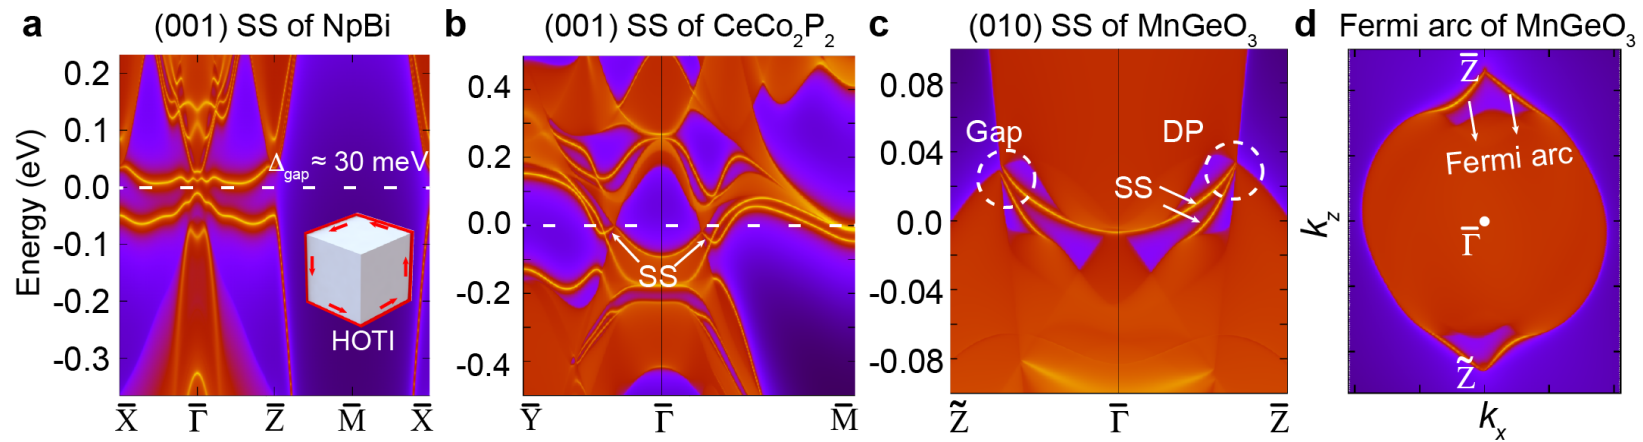 a (001) SS of NpBi
Energy (eV)
0.2
0.1
0.0
-0.1
-0.2
-0.3
Δgap ≈ 30 meV
HOTI
X̅ Γ̅ Z̅ M̅ X̅
b (001) SS of CeCo₂P₂
0.4
0.2
0.0
-0.2
-0.4
SS
Y̅ Γ̅ M̅
c (010) SS of MnGeO₃
0.08
0.04
0.0
-0.04
-0.08
Gap
DP
SS
Z̃ Γ̅ Z̅
d Fermi arc of MnGeO₃
kz
Z̅
Fermi arc
Γ̅
Z̃
kx